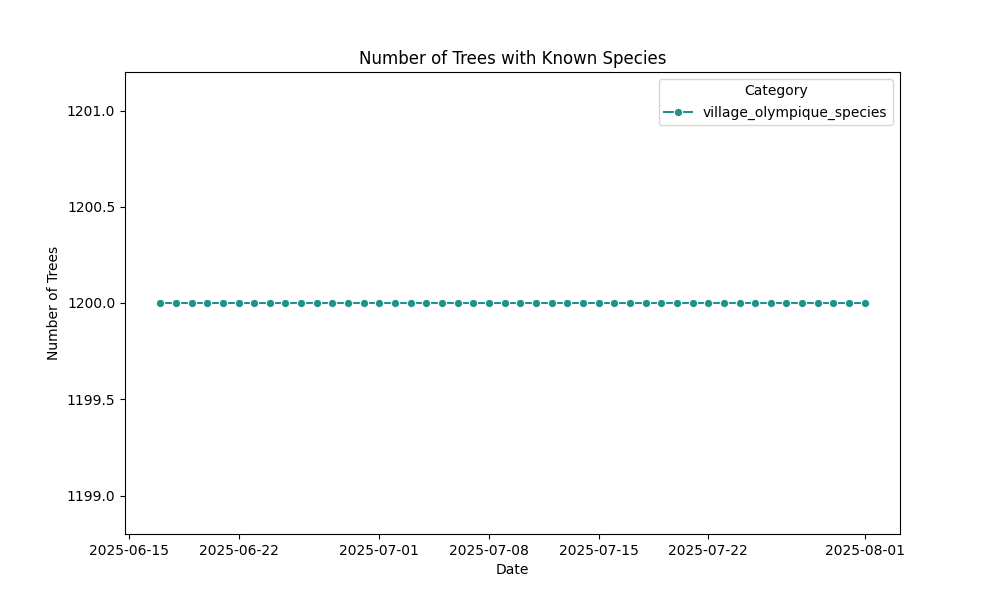 Number of Trees with Known Species
Category
village_olympique_species
1201.0
1200.5
1200.0
1199.5
1199.0
Number of Trees
2025-06-15
2025-06-22
2025-07-01
2025-07-08
2025-07-15
2025-07-22
2025-08-01
Date